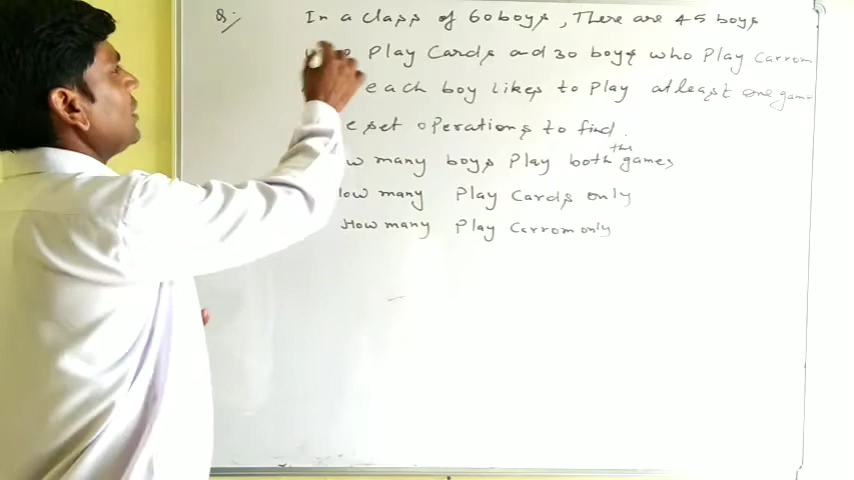 Q:
In a class of 60 boys, There are 45 boys
Play Cards and 30 boys who Play Carrom
each boy likes to Play atleast one game
set operations to find.
many boys Play both the games
How many Play Cards only
How many Play Carrom only